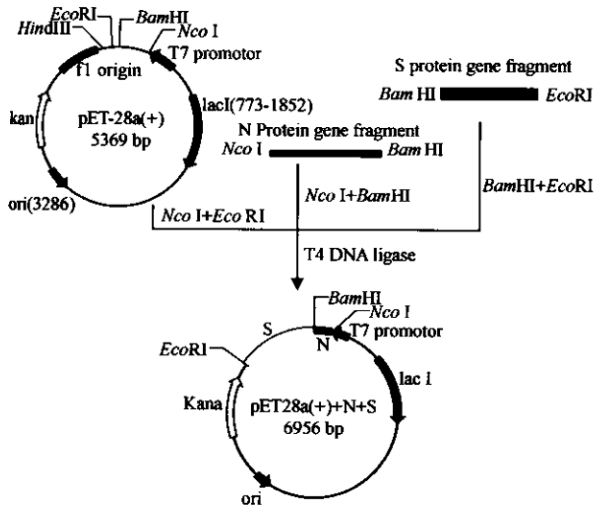 EcoRI
BamHI
HindIII
Nco I
T7 promotor
f1 origin
S protein gene fragment
Bam HI
EcoRI
kan
pET-28a(+)
5369 bp
lacI(773-1852)
N Protein gene fragment
Nco I
Bam HI
ori(3286)
Nco I+Eco RI
Nco I+BamHI
BamHI+EcoRI
T4 DNA ligase
BamHI
Nco I
S
T7 promotor
N
EcoRI
lac I
Kana
pET28a(+)+N+S
6956 bp
ori